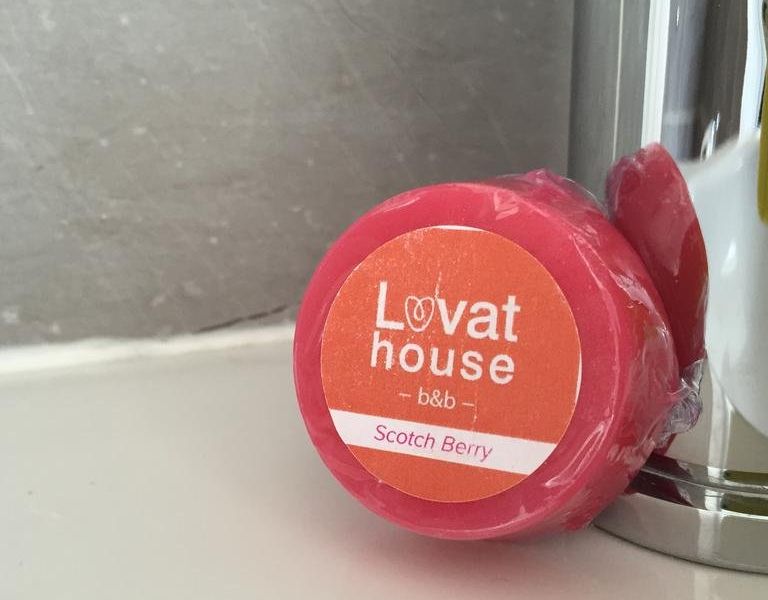 Lovat
house
– b&b –
Scotch Berry